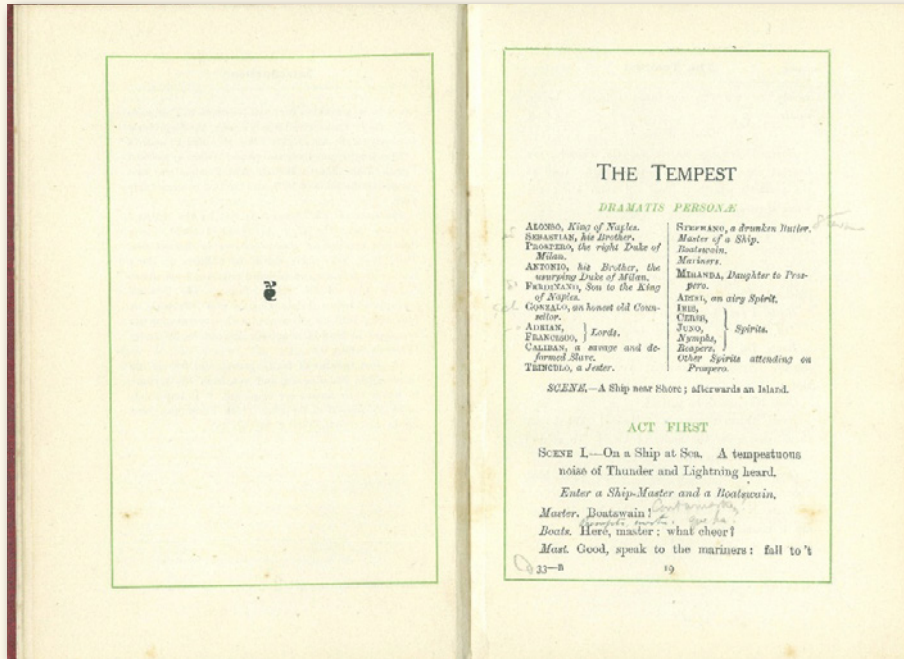 THE TEMPEST
DRAMATIS PERSONÆ
ALONSO, King of Naples.
SEBASTIAN, his Brother.
PROSPERO, the right Duke of
Milan.
ANTONIO, his Brother, the
usurping Duke of Milan.
FERDINAND, Son to the King
of Naples.
GONZALO, an honest old Coun-
sellor.
ADRIAN,
FRANCISCO, } Lords.
CALIBAN, a savage and de-
formed Slave.
TRINCULO, a Jester.
STEPHANO, a drunken Butler.
Master of a Ship.
Boatswain.
Mariners.
MIRANDA, Daughter to Pros-
pero.
ARIEL, an airy Spirit.
IRIS,
CERES,
JUNO, } Spirits.
Nymphs,
Reapers.
Other Spirits attending on
Prospero.
SCENE.—A Ship near Shore; afterwards an Island.
ACT FIRST
SCENE I.—On a Ship at Sea. A tempestuous
noise of Thunder and Lightning heard.
Enter a Ship-Master and a Boatswain.
Master. Boatswain!
Boats. Here, master; what cheer?
Mast. Good, speak to the mariners: fall to't
33—B
19